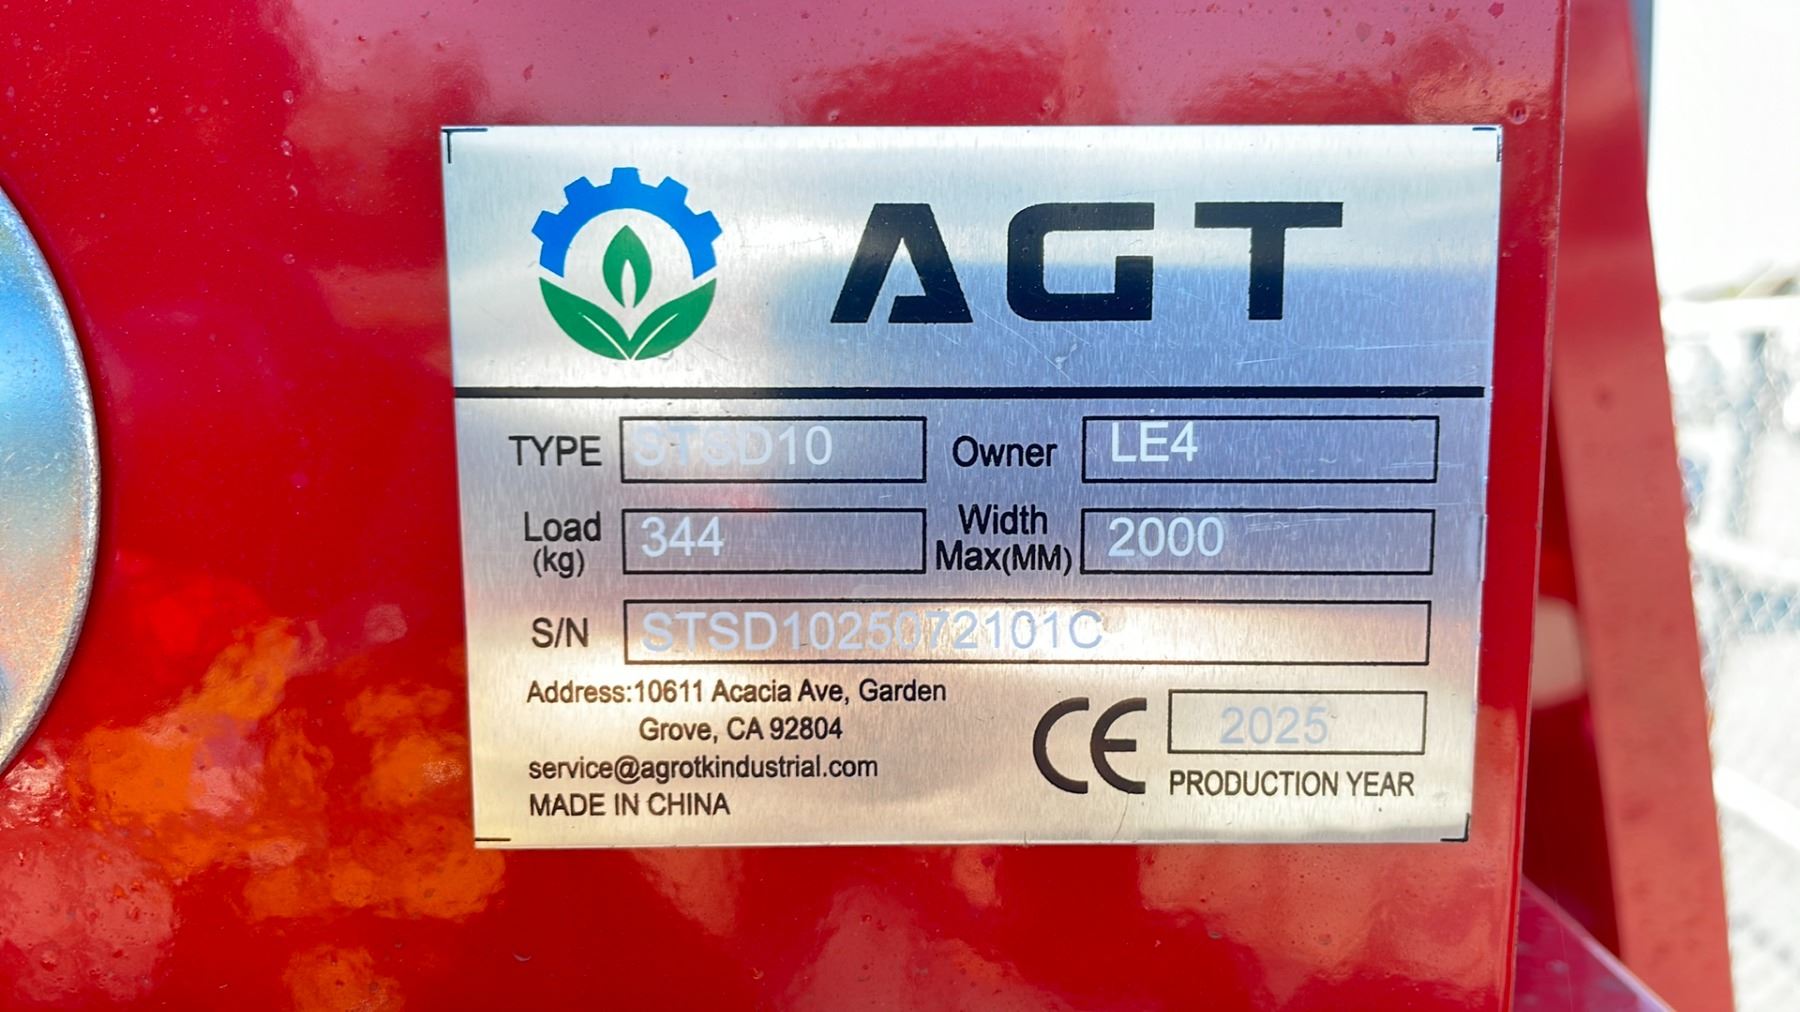 AGT
TYPE STSD10 Owner LE4
Load (kg) 344 Width Max(MM) 2000
S/N STSD1025072101C
Address:10611 Acacia Ave, Garden
Grove, CA 92804
service@agrotkindustrial.com
MADE IN CHINA
CE 2025
PRODUCTION YEAR